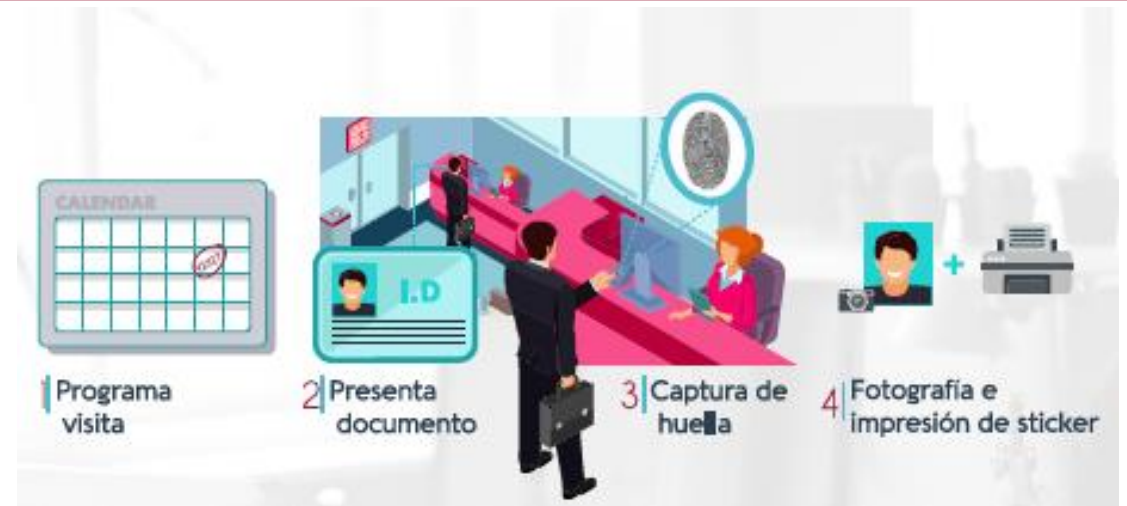 CALENDAR
I.D
1 Programa
visita
2 Presenta
documento
3 Captura de
4 Fotografía e
impresión de sticker